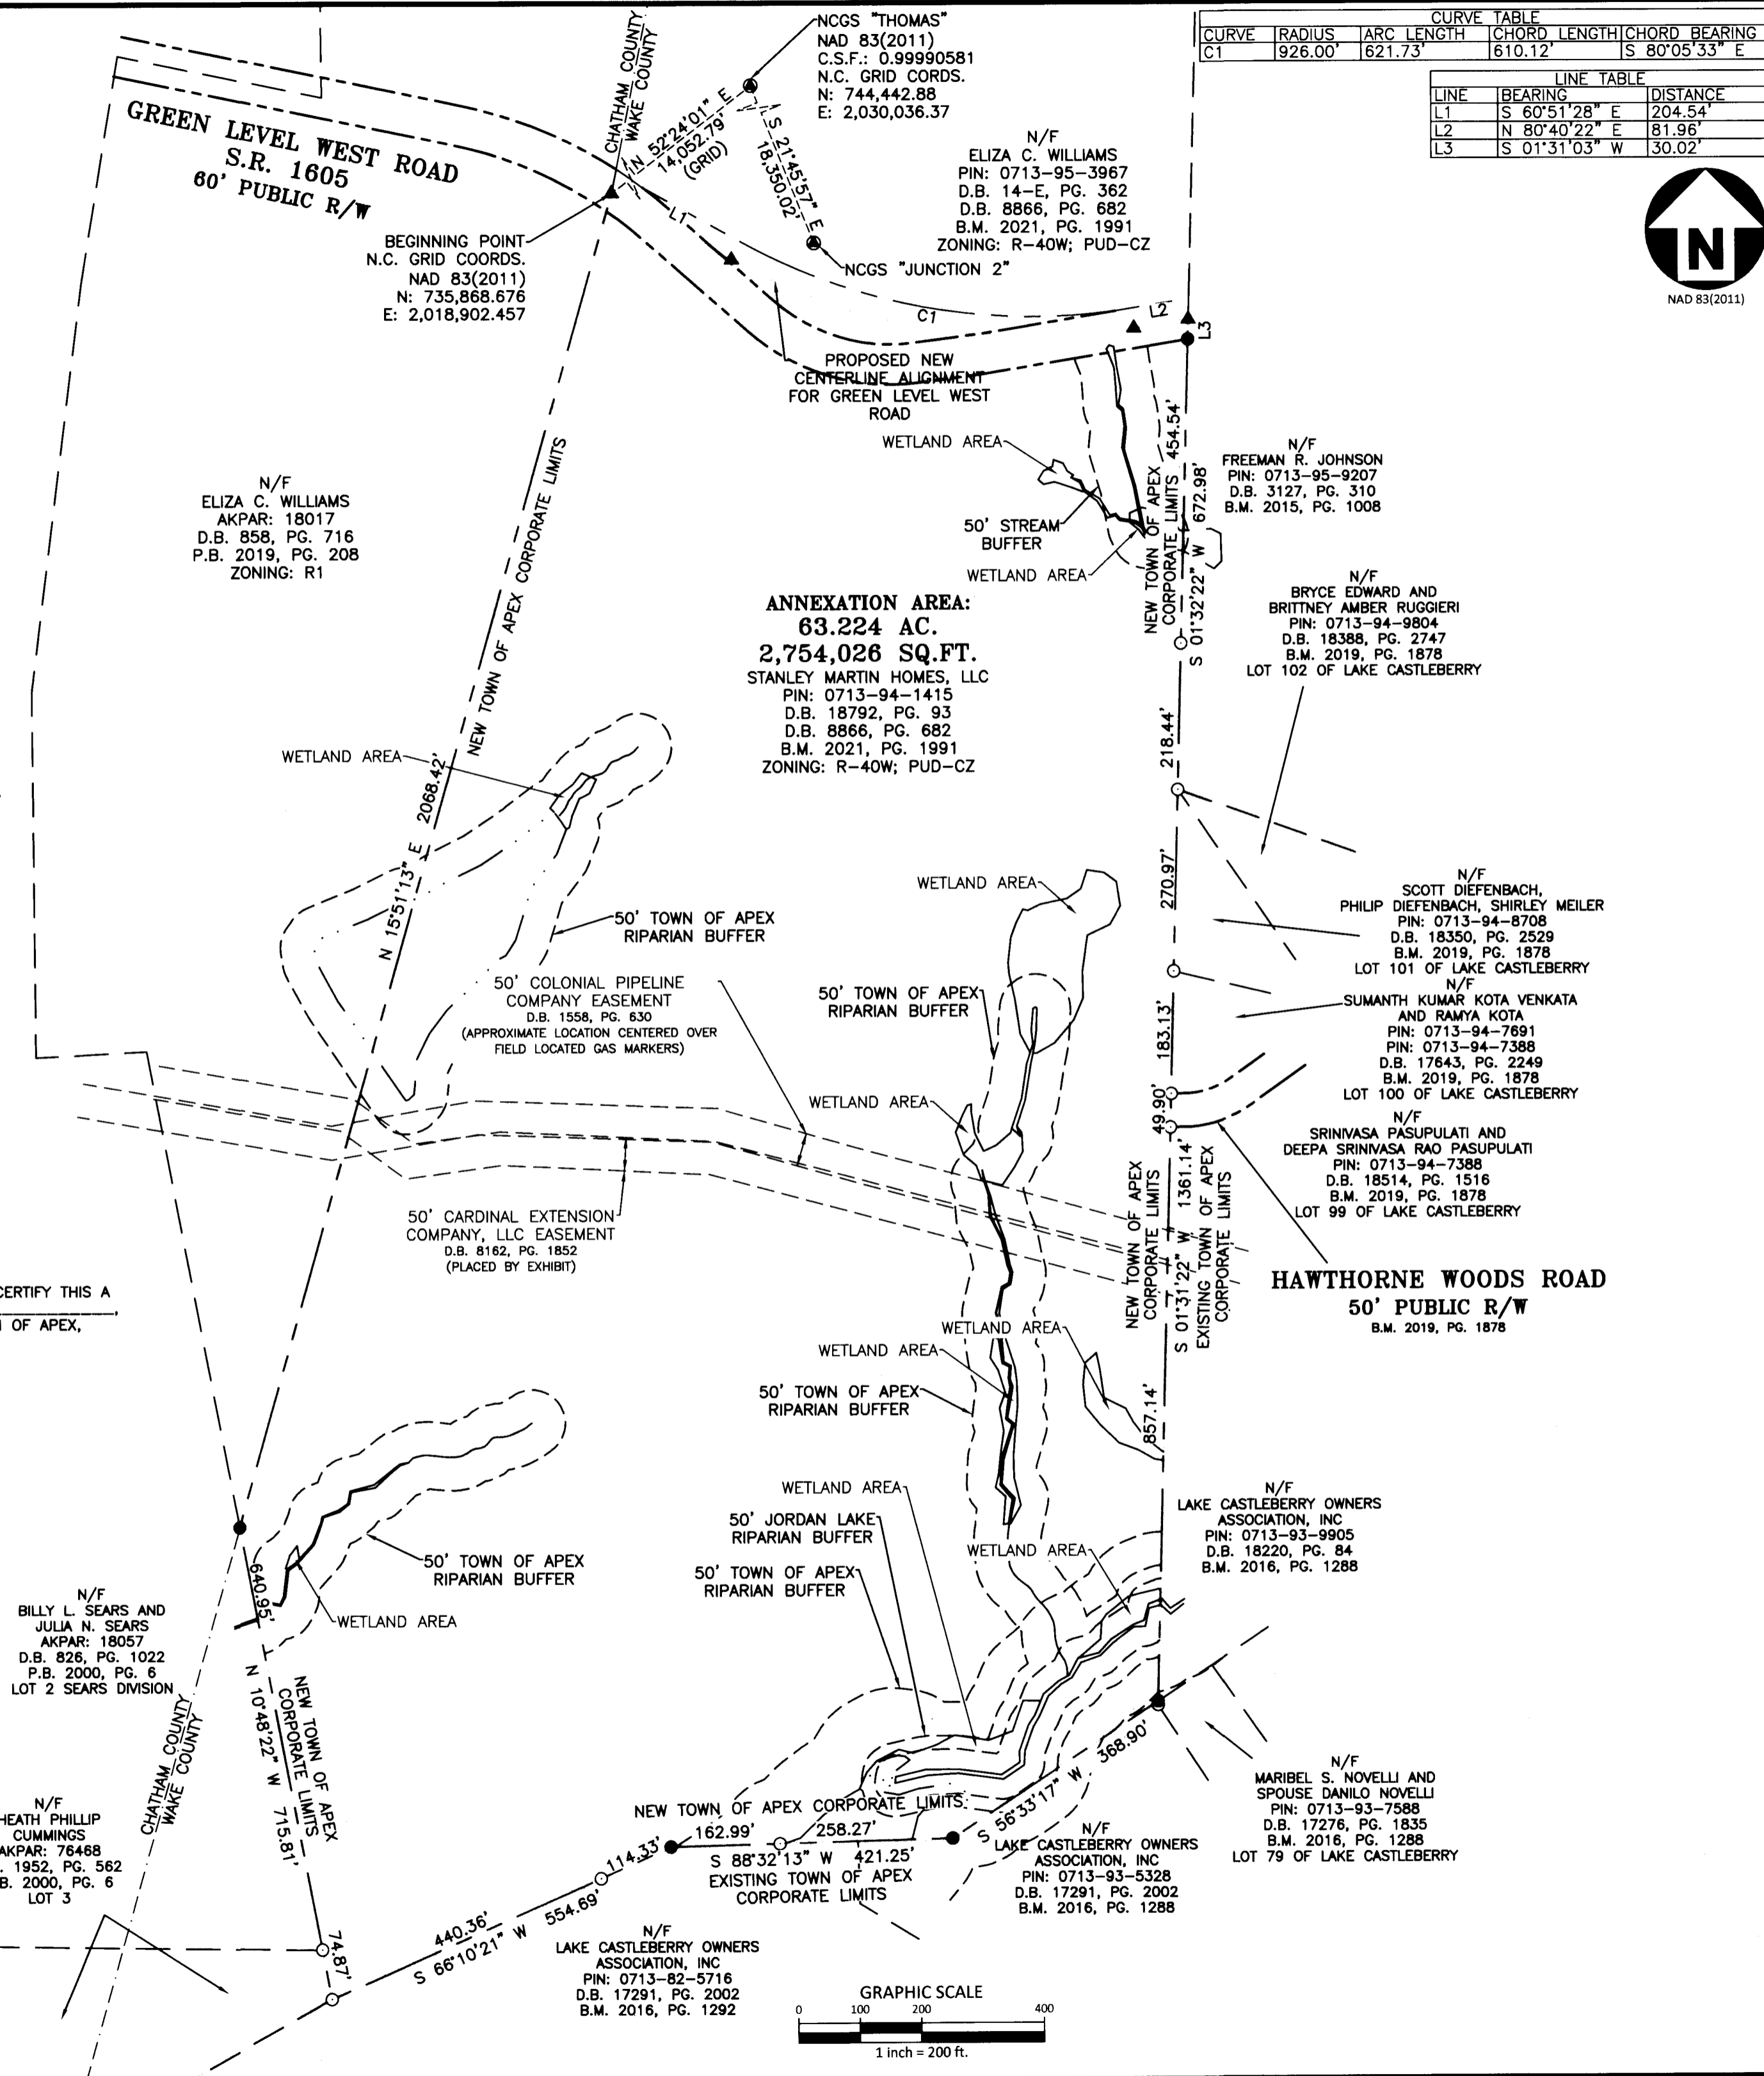 CURVE TABLE
CURVE RADIUS ARC LENGTH CHORD LENGTH CHORD BEARING
C1 926.00' 621.73' 610.12' S 80°05'33" E
LINE TABLE
LINE BEARING DISTANCE
L1 S 60°51'28" E 204.54'
L2 N 80°40'22" E 81.96'
L3 S 01°31'03" W 30.02'
N
NAD 83(2011)
NCGS "THOMAS"
NAD 83(2011)
C.S.F.: 0.99990581
N.C. GRID CORDS.
N: 744,442.88
E: 2,030,036.37
CHATHAM COUNTY
WAKE COUNTY
N 52°24'01" E
14,052.79'
(GRID)
S 21°45'57" E
18,350.02'
NCGS "JUNCTION 2"
GREEN LEVEL WEST ROAD
S.R. 1605
60' PUBLIC R/W
N/F
ELIZA C. WILLIAMS
PIN: 0713-95-3967
D.B. 14-E, PG. 362
D.B. 8866, PG. 682
B.M. 2021, PG. 1991
ZONING: R-40W; PUD-CZ
BEGINNING POINT
N.C. GRID COORDS.
NAD 83(2011)
N: 735,868.676
E: 2,018,902.457
L1
C1
L2
L3
PROPOSED NEW
CENTERLINE ALIGNMENT
FOR GREEN LEVEL WEST
ROAD
WETLAND AREA
50' STREAM
BUFFER
WETLAND AREA
NEW TOWN OF APEX
CORPORATE LIMITS
454.54'
S 01°32'22" W 672.98'
N/F
FREEMAN R. JOHNSON
PIN: 0713-95-9207
D.B. 3127, PG. 310
B.M. 2015, PG. 1008
N/F
ELIZA C. WILLIAMS
AKPAR: 18017
D.B. 858, PG. 716
P.B. 2019, PG. 208
ZONING: R1
NEW TOWN OF APEX CORPORATE LIMITS
N 15°51'13" E 2068.42'
ANNEXATION AREA:
63.224 AC.
2,754,026 SQ.FT.
STANLEY MARTIN HOMES, LLC
PIN: 0713-94-1415
D.B. 18792, PG. 93
D.B. 8866, PG. 682
B.M. 2021, PG. 1991
ZONING: R-40W; PUD-CZ
N/F
BRYCE EDWARD AND
BRITTNEY AMBER RUGGIERI
PIN: 0713-94-9804
D.B. 18388, PG. 2747
B.M. 2019, PG. 1878
LOT 102 OF LAKE CASTLEBERRY
218.44'
WETLAND AREA
270.97'
N/F
SCOTT DIEFENBACH,
PHILIP DIEFENBACH, SHIRLEY MEILER
PIN: 0713-94-8708
D.B. 18350, PG. 2529
B.M. 2019, PG. 1878
LOT 101 OF LAKE CASTLEBERRY
WETLAND AREA
50' TOWN OF APEX
RIPARIAN BUFFER
50' COLONIAL PIPELINE
COMPANY EASEMENT
D.B. 1558, PG. 630
(APPROXIMATE LOCATION CENTERED OVER
FIELD LOCATED GAS MARKERS)
50' TOWN OF APEX
RIPARIAN BUFFER
183.13'
N/F
SUMANTH KUMAR KOTA VENKATA
AND RAMYA KOTA
PIN: 0713-94-7691
PIN: 0713-94-7388
D.B. 17643, PG. 2249
B.M. 2019, PG. 1878
LOT 100 OF LAKE CASTLEBERRY
WETLAND AREA
49.90'
N/F
SRINIVASA PASUPULATI AND
DEEPA SRINIVASA RAO PASUPULATI
PIN: 0713-94-7388
D.B. 18514, PG. 1516
B.M. 2019, PG. 1878
LOT 99 OF LAKE CASTLEBERRY
50' CARDINAL EXTENSION
COMPANY, LLC EASEMENT
D.B. 8162, PG. 1852
(PLACED BY EXHIBIT)
NEW TOWN OF APEX
CORPORATE LIMITS
S 01°31'22" W 1361.14'
EXISTING TOWN OF APEX
CORPORATE LIMITS
HAWTHORNE WOODS ROAD
50' PUBLIC R/W
B.M. 2019, PG. 1878
CERTIFY THIS A
OF APEX,
WETLAND AREA
WETLAND AREA
50' TOWN OF APEX
RIPARIAN BUFFER
857.14'
WETLAND AREA
50' JORDAN LAKE
RIPARIAN BUFFER
50' TOWN OF APEX
RIPARIAN BUFFER
WETLAND AREA
N/F
LAKE CASTLEBERRY OWNERS
ASSOCIATION, INC
PIN: 0713-93-9905
D.B. 18220, PG. 84
B.M. 2016, PG. 1288
50' TOWN OF APEX
RIPARIAN BUFFER
WETLAND AREA
640.95'
N/F
BILLY L. SEARS AND
JULIA N. SEARS
AKPAR: 18057
D.B. 826, PG. 1022
P.B. 2000, PG. 6
LOT 2 SEARS DIVISION
NEW TOWN OF APEX
CORPORATE LIMITS
N 10°48'22" W 715.81'
CHATHAM COUNTY
WAKE COUNTY
N/F
HEATH PHILLIP
CUMMINGS
AKPAR: 76468
. 1952, PG. 562
B. 2000, PG. 6
LOT 3
74.87'
NEW TOWN OF APEX CORPORATE LIMITS
162.99' 258.27'
S 88°32'13" W 421.25'
EXISTING TOWN OF APEX
CORPORATE LIMITS
114.33'
440.36'
S 66°10'21" W 554.69'
368.90'
S 56°33'17" W
N/F
LAKE CASTLEBERRY OWNERS
ASSOCIATION, INC
PIN: 0713-93-5328
D.B. 17291, PG. 2002
B.M. 2016, PG. 1288
N/F
MARIBEL S. NOVELLI AND
SPOUSE DANILO NOVELLI
PIN: 0713-93-7588
D.B. 17276, PG. 1835
B.M. 2016, PG. 1288
LOT 79 OF LAKE CASTLEBERRY
N/F
LAKE CASTLEBERRY OWNERS
ASSOCIATION, INC
PIN: 0713-82-5716
D.B. 17291, PG. 2002
B.M. 2016, PG. 1292
GRAPHIC SCALE
0 100 200 400
1 inch = 200 ft.